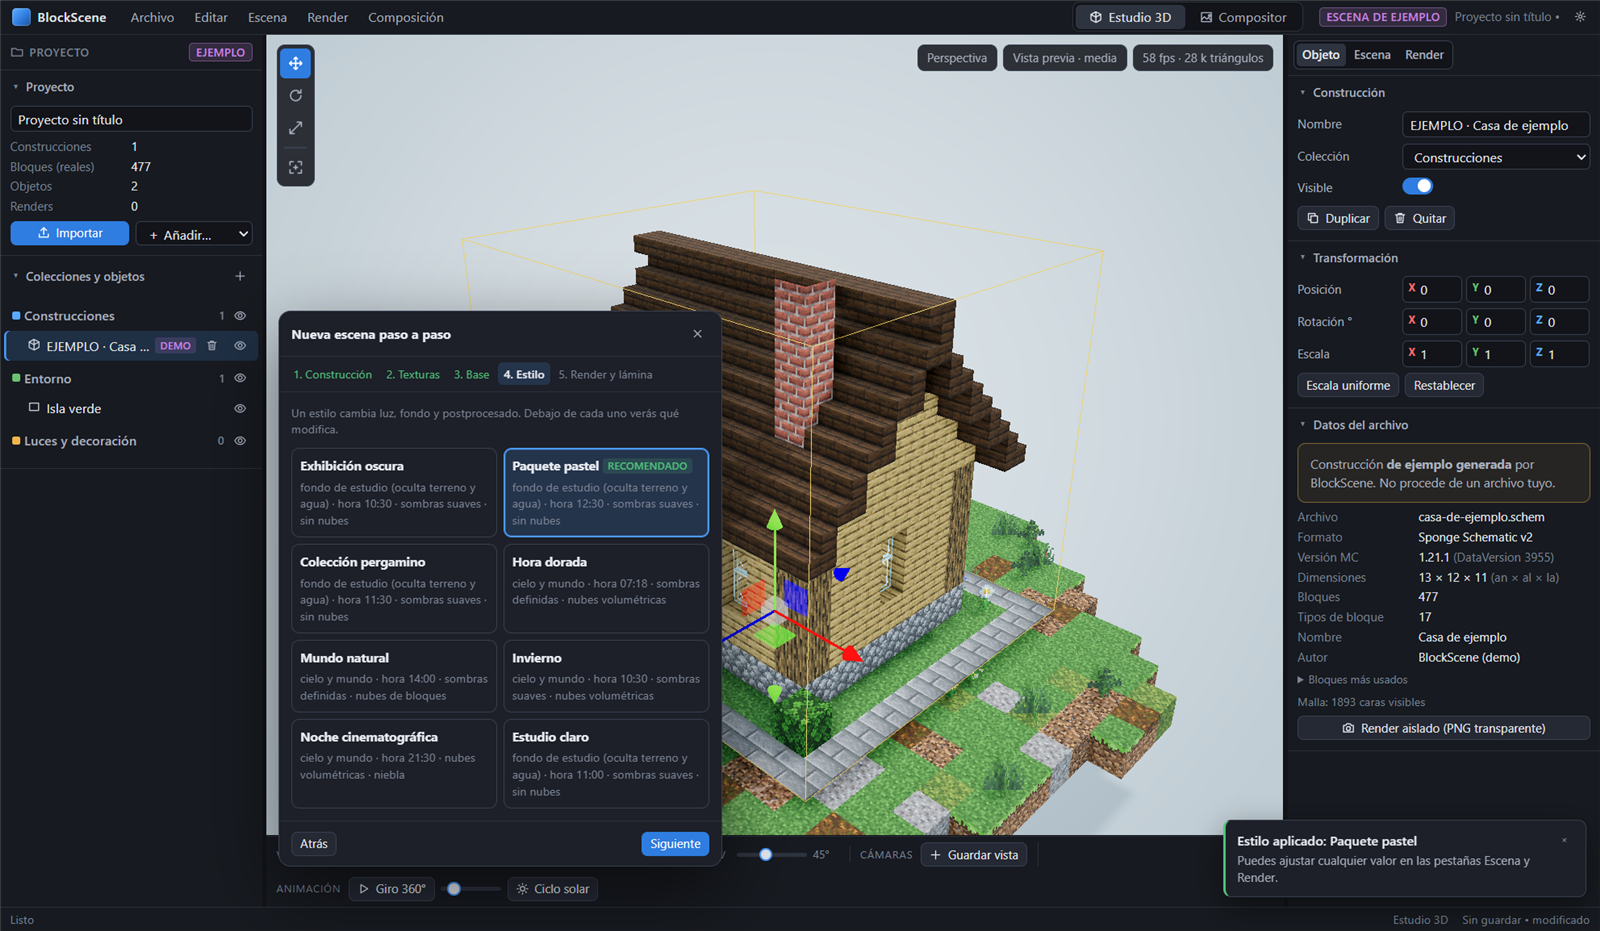 BlockScene
Archivo
Editar
Escena
Render
Composición
Estudio 3D
Compositor
ESCENA DE EJEMPLO
Proyecto sin título •
PROYECTO
EJEMPLO
Proyecto
Proyecto sin título
Construcciones 1
Bloques (reales) 477
Objetos 2
Renders 0
Importar
+ Añadir...
Colecciones y objetos
Construcciones 1
EJEMPLO · Casa ... DEMO
Entorno 1
Isla verde
Luces y decoración 0
Perspectiva
Vista previa · media
58 fps · 28 k triángulos
Nueva escena paso a paso
1. Construcción
2. Texturas
3. Base
4. Estilo
5. Render y lámina
Un estilo cambia luz, fondo y postprocesado. Debajo de cada uno verás qué
modifica.
Exhibición oscura
fondo de estudio (oculta terreno y
agua) · hora 10:30 · sombras suaves ·
sin nubes
Paquete pastel RECOMENDADO
fondo de estudio (oculta terreno y
agua) · hora 12:30 · sombras suaves ·
sin nubes
Colección pergamino
fondo de estudio (oculta terreno y
agua) · hora 11:30 · sombras suaves ·
sin nubes
Hora dorada
cielo y mundo · hora 07:18 · sombras
definidas · nubes volumétricas
Mundo natural
cielo y mundo · hora 14:00 · sombras
definidas · nubes de bloques
Invierno
cielo y mundo · hora 10:30 · sombras
suaves · nubes volumétricas
Noche cinematográfica
cielo y mundo · hora 21:30 · nubes
volumétricas · niebla
Estudio claro
fondo de estudio (oculta terreno y
agua) · hora 11:00 · sombras suaves ·
sin nubes
Atrás
Siguiente
45°
CÁMARAS
+ Guardar vista
ANIMACIÓN
Giro 360°
Ciclo solar
Objeto
Escena
Render
Construcción
Nombre EJEMPLO · Casa de ejemplo
Colección Construcciones
Visible
Duplicar
Quitar
Transformación
Posición X 0 Y 0 Z 0
Rotación ° X 0 Y 0 Z 0
Escala X 1 Y 1 Z 1
Escala uniforme
Restablecer
Datos del archivo
Construcción de ejemplo generada por
BlockScene. No procede de un archivo tuyo.
Archivo casa-de-ejemplo.schem
Formato Sponge Schematic v2
Versión MC 1.21.1 (DataVersion 3955)
Dimensiones 13 × 12 × 11 (an × al × la)
Bloques 477
Tipos de bloque 17
Nombre Casa de ejemplo
Autor BlockScene (demo)
Bloques más usados
Malla: 1893 caras visibles
Render aislado (PNG transparente)
Estilo aplicado: Paquete pastel
Puedes ajustar cualquier valor en las pestañas Escena y
Render.
Listo
Estudio 3D
Sin guardar • modificado